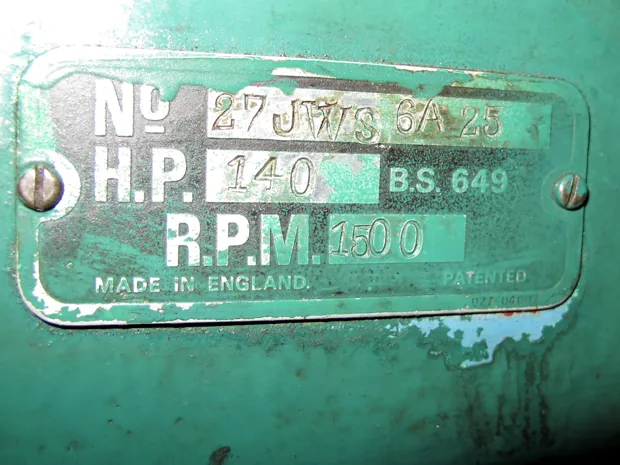 No 27JWS 6A 25
H.P. 140 B.S. 649
R.P.M. 1500
MADE IN ENGLAND. PATENTED